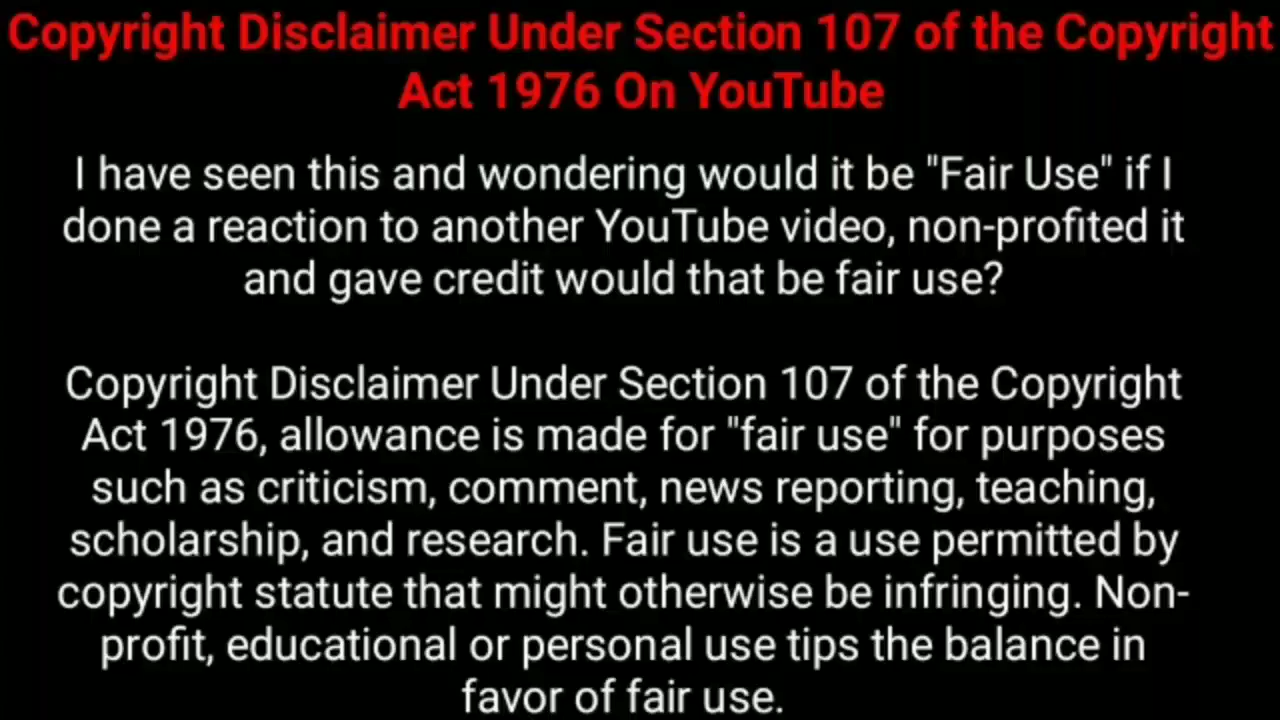 Copyright Disclaimer Under Section 107 of the Copyright
Act 1976 On YouTube
I have seen this and wondering would it be "Fair Use" if I
done a reaction to another YouTube video, non-profited it
and gave credit would that be fair use?
Copyright Disclaimer Under Section 107 of the Copyright
Act 1976, allowance is made for "fair use" for purposes
such as criticism, comment, news reporting, teaching,
scholarship, and research. Fair use is a use permitted by
copyright statute that might otherwise be infringing. Non-
profit, educational or personal use tips the balance in
favor of fair use.